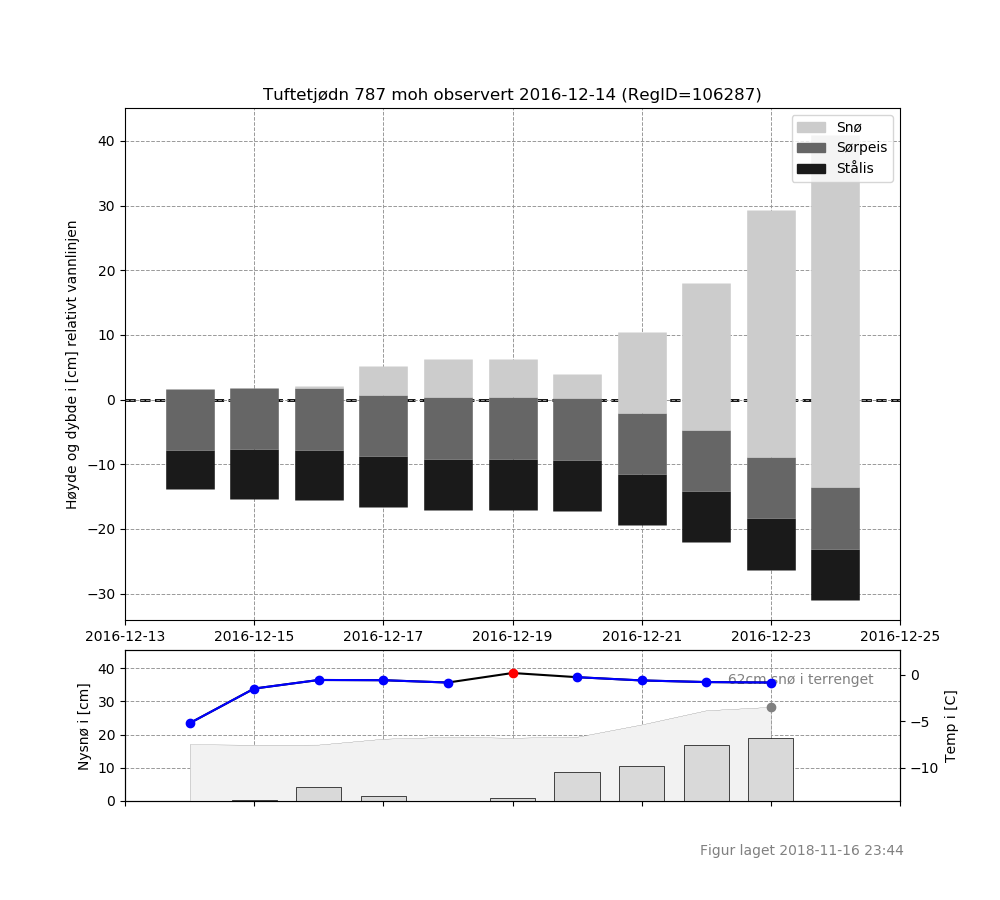 Tuftetjødn 787 moh observert 2016-12-14 (RegID=106287)
Høyde og dybde i [cm] relativt vannlinjen
40
30
20
10
0
−10
−20
−30
Snø
Sørpeis
Stålis
2016-12-13 2016-12-15 2016-12-17 2016-12-19 2016-12-21 2016-12-23 2016-12-25
Nysnø i [cm]
40
30
20
10
0
62cm snø i terrenget
0
−5
−10
Temp i [C]
Figur laget 2018-11-16 23:44